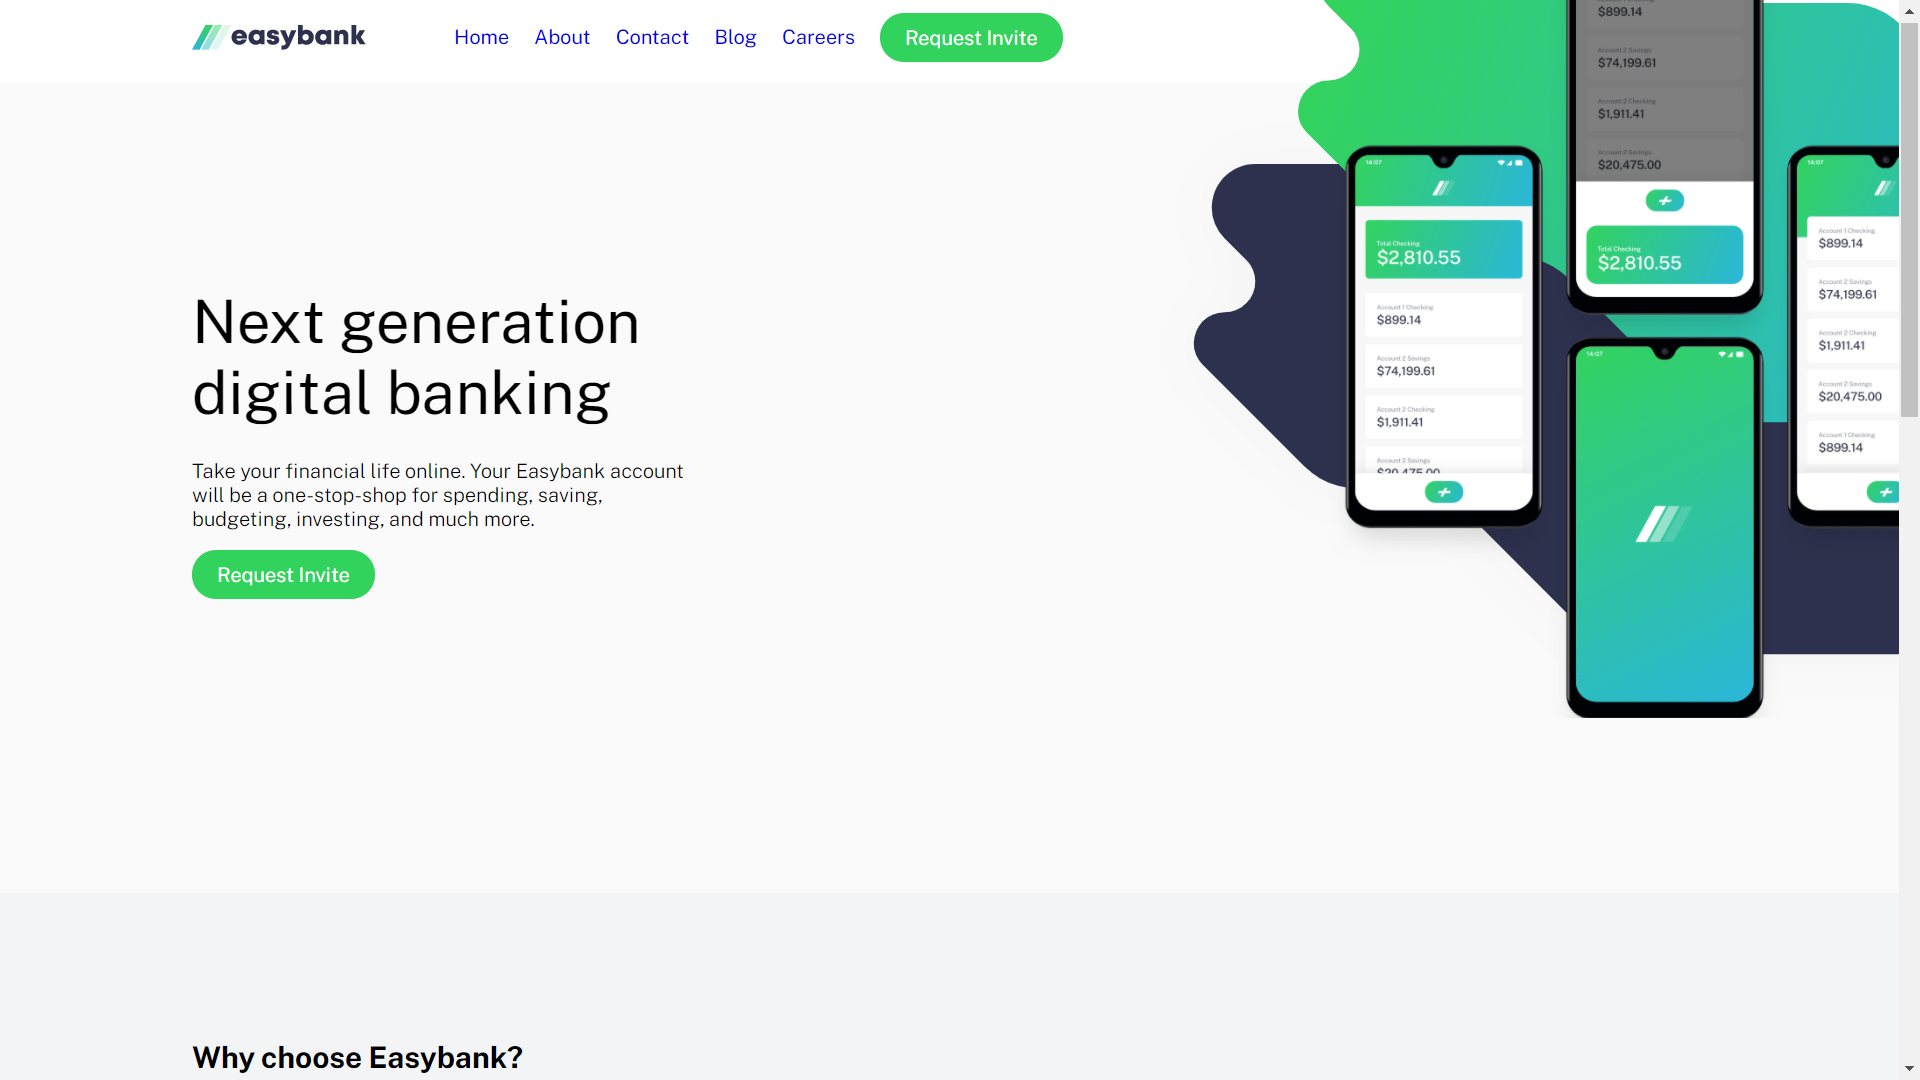 easybank
Home About Contact Blog Careers Request Invite
Next generation
digital banking
Take your financial life online. Your Easybank account
will be a one-stop-shop for spending, saving,
budgeting, investing, and much more.
Request Invite
14:07
Total Checking
$2,810.55
Account 1 Checking
$899.14
Account 2 Savings
$74,199.61
Account 2 Checking
$1,911.41
Account 2 Savings
$20,475.00
$899.14
Account 2 Savings
$74,199.61
Account 2 Checking
$1,911.41
Account 2 Savings
$20,475.00
Total Checking
$2,810.55
14:07
14:07
Account 1 Checking
$899.14
Account 2 Savings
$74,199.61
Account 2 Checking
$1,911.41
Account 2 Savings
$20,475.00
Account 1 Checking
$899.14
Why choose Easybank?